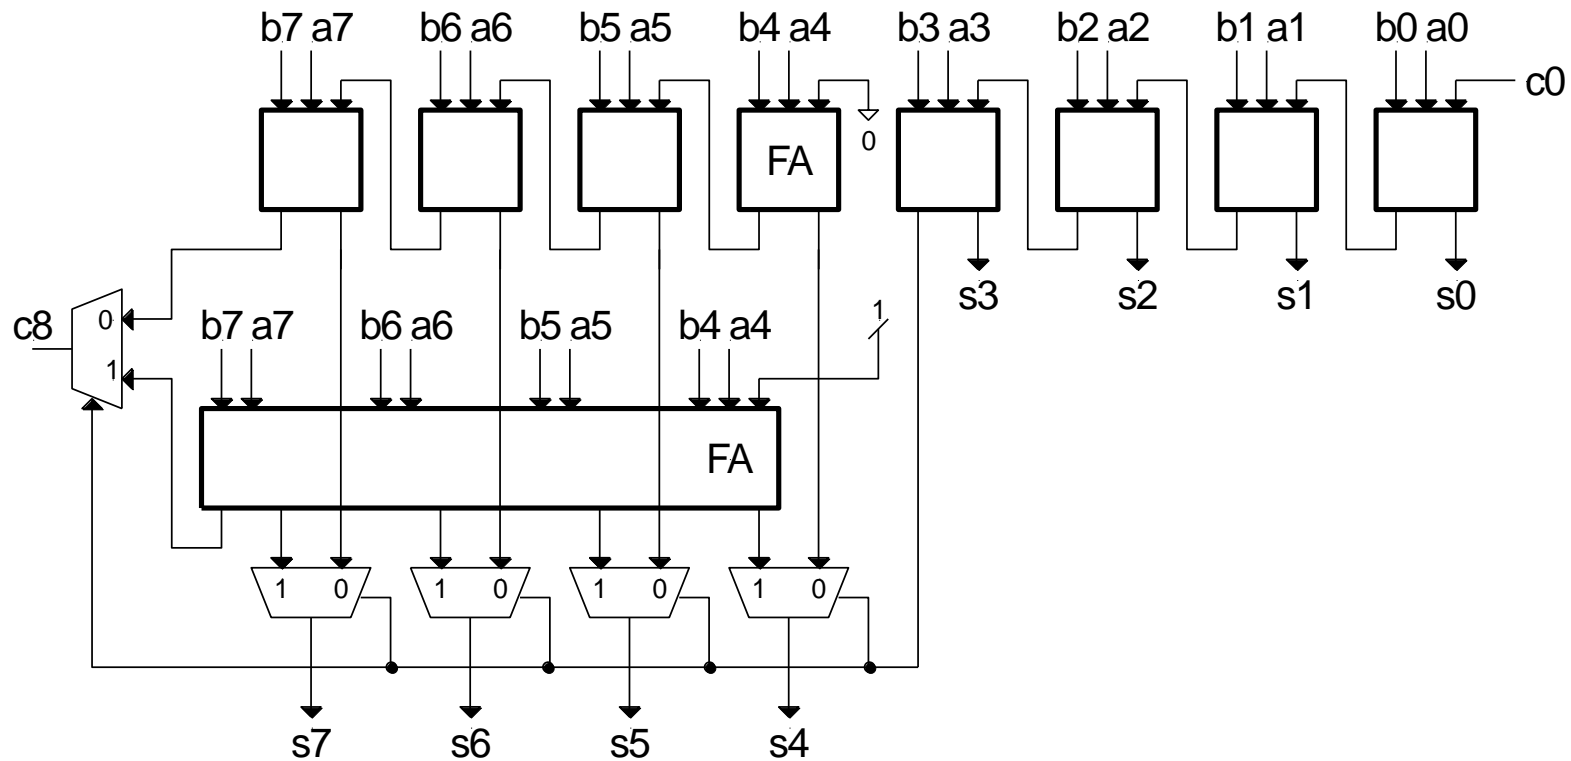 b7 a7 b6 a6 b5 a5 b4 a4 b3 a3 b2 a2 b1 a1 b0 a0
c0
FA
0
s3 s2 s1 s0
c8
0
1
b7 a7 b6 a6 b5 a5 b4 a4
1
FA
1 0 1 0 1 0 1 0
s7 s6 s5 s4